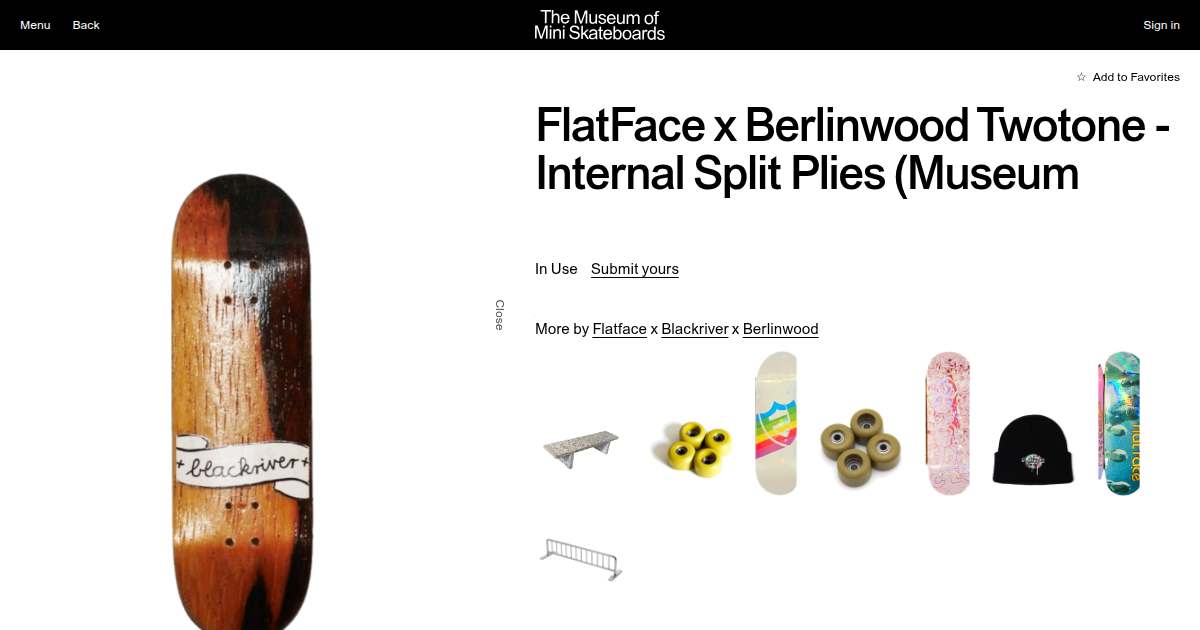 Menu Back
The Museum of
Mini Skateboards
Sign in
☆ Add to Favorites
FlatFace x Berlinwood Twotone -
Internal Split Plies (Museum
In Use Submit yours
Close
More by Flatface x Blackriver x Berlinwood
+blackriver+
flatface